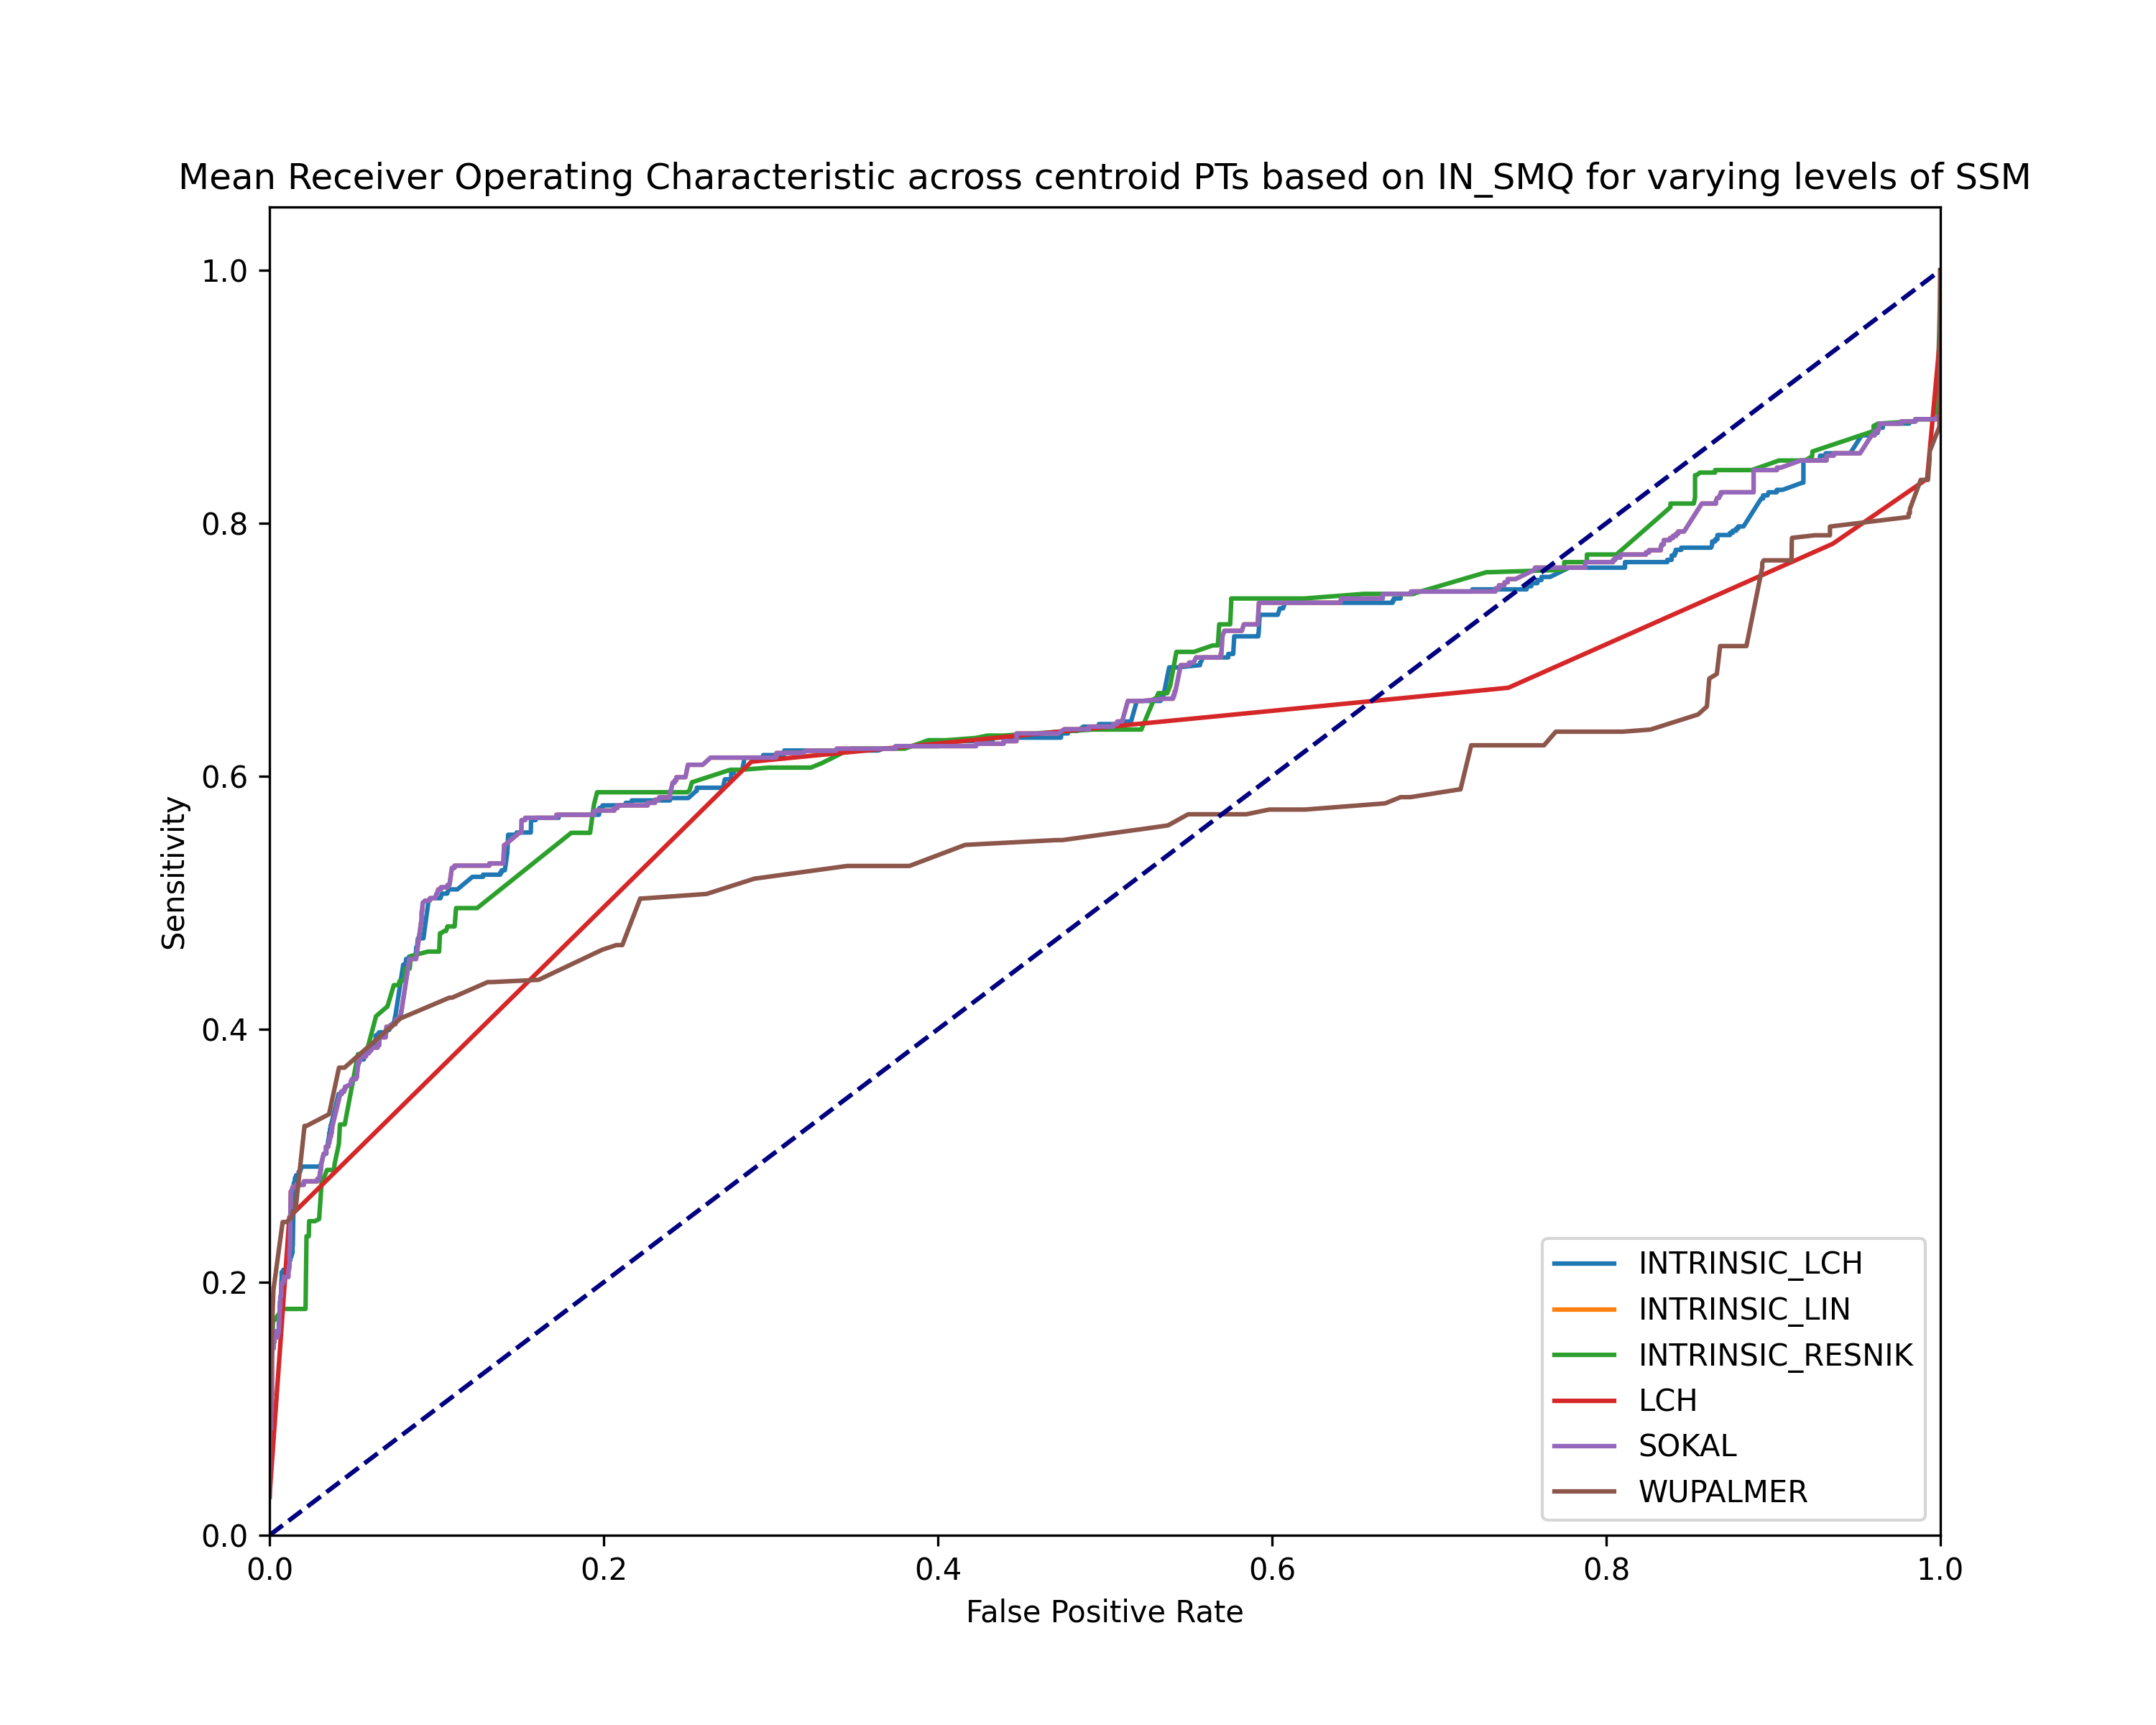 Mean Receiver Operating Characteristic across centroid PTs based on IN_SMQ for varying levels of SSM
1.0
0.8
0.6
0.4
0.2
0.0
Sensitivity
0.0 0.2 0.4 0.6 0.8 1.0
False Positive Rate
INTRINSIC_LCH
INTRINSIC_LIN
INTRINSIC_RESNIK
LCH
SOKAL
WUPALMER